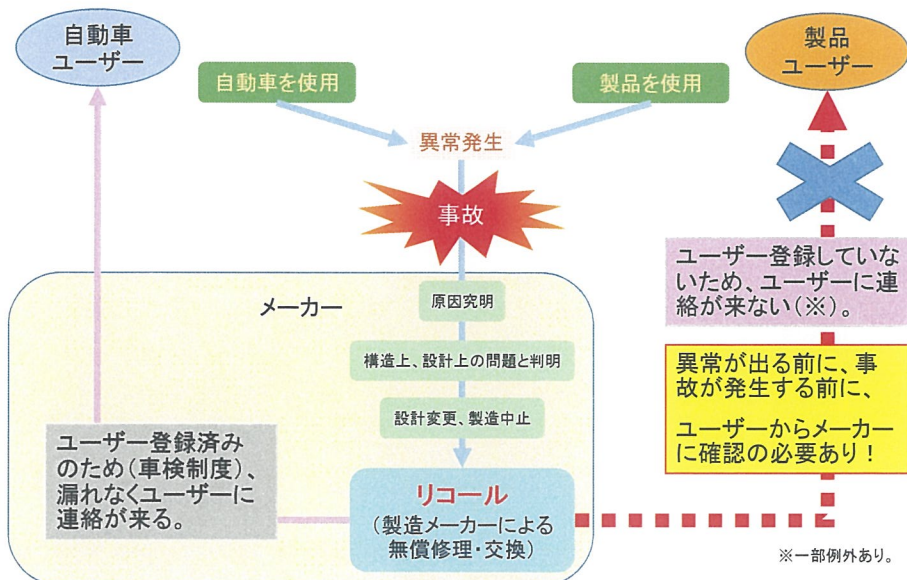 自動車
ユーザー
製品
ユーザー
自動車を使用
製品を使用
異常発生
事故
メーカー
原因究明
構造上、設計上の問題と判明
設計変更、製造中止
リコール
(製造メーカーによる
無償修理・交換)
ユーザー登録済み
のため(車検制度)、
漏れなくユーザーに
連絡が来る。
ユーザー登録していな
いため、ユーザーに連
絡が来ない(※)。
異常が出る前に、事
故が発生する前に、
ユーザーからメーカー
に確認の必要あり!
※一部例外あり。